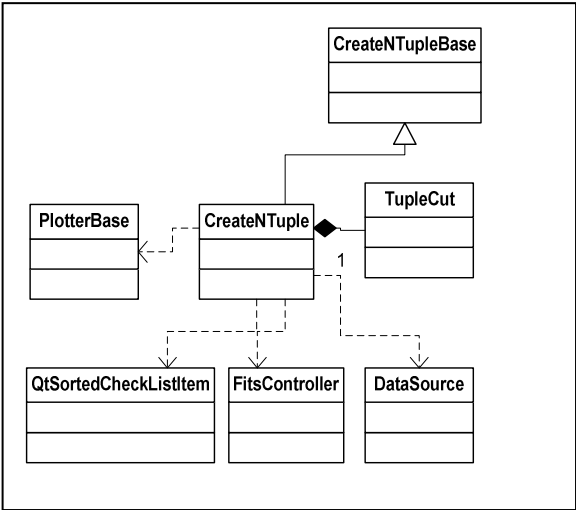 CreateNTupleBase
PlotterBase
CreateNTuple
TupleCut
1
QtSortedCheckListItem
FitsController
DataSource